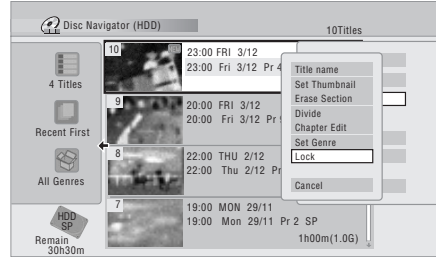 Disc Navigator (HDD)
10Titles
4 Titles
Recent First
All Genres
HDD
SP
Remain
30h30m
10
23:00 FRI 3/12
23:00 Fri 3/12 Pr 4
9
20:00 FRI 3/12
20:00 Fri 3/12 Pr
8
22:00 THU 2/12
22:00 Thu 2/12 Pr
7
19:00 MON 29/11
19:00 Mon 29/11 Pr 2 SP
1h00m(1.0G)
Title name
Set Thumbnail
Erase Section
Divide
Chapter Edit
Set Genre
Lock
Cancel